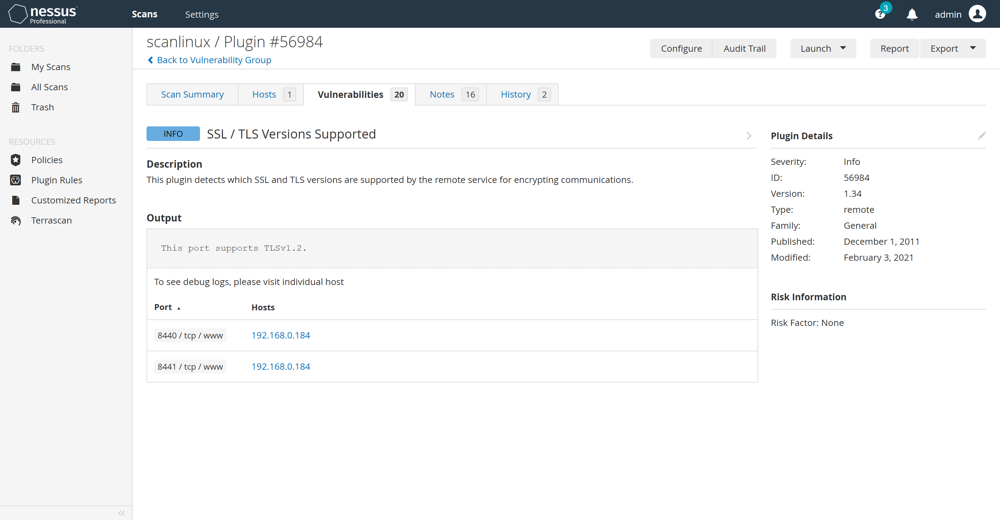 nessus
Professional
Scans
Settings
3
?
admin
FOLDERS
My Scans
All Scans
Trash
RESOURCES
Policies
Plugin Rules
Customized Reports
Terrascan
scanlinux / Plugin #56984
Back to Vulnerability Group
Configure
Audit Trail
Launch
Report
Export
Scan Summary
Hosts 1
Vulnerabilities 20
Notes 16
History 2
INFO
SSL / TLS Versions Supported
Description
This plugin detects which SSL and TLS versions are supported by the remote service for encrypting communications.
Output
This port supports TLSv1.2.
To see debug logs, please visit individual host
Port ▲ Hosts
8440 / tcp / www 192.168.0.184
8441 / tcp / www 192.168.0.184
Plugin Details
Severity: Info
ID: 56984
Version: 1.34
Type: remote
Family: General
Published: December 1, 2011
Modified: February 3, 2021
Risk Information
Risk Factor: None